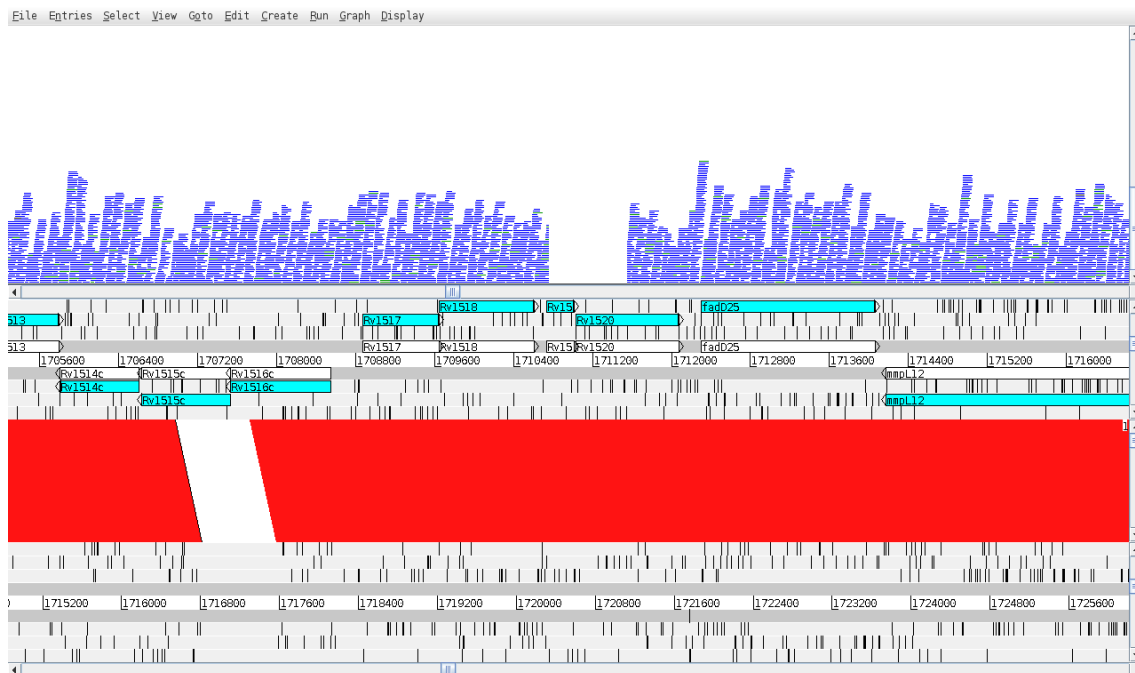 File Entries Select View Goto Edit Create Run Graph Display
Rv1518 Rv15 fadD25
513 Rv1517 Rv1520
513 Rv1517 Rv1518 Rv15 Rv1520 fadD25
1705600 1706400 1707200 1708000 1708800 1709600 1710400 1711200 1712000 1712800 1713600 1714400 1715200 1716000
Rv1514c Rv1515c Rv1516c mmpL12
Rv1514c Rv1516c
Rv1515c mmpL12
1
1715200 1716000 1716800 1717600 1718400 1719200 1720000 1720800 1721600 1722400 1723200 1724000 1724800 1725600